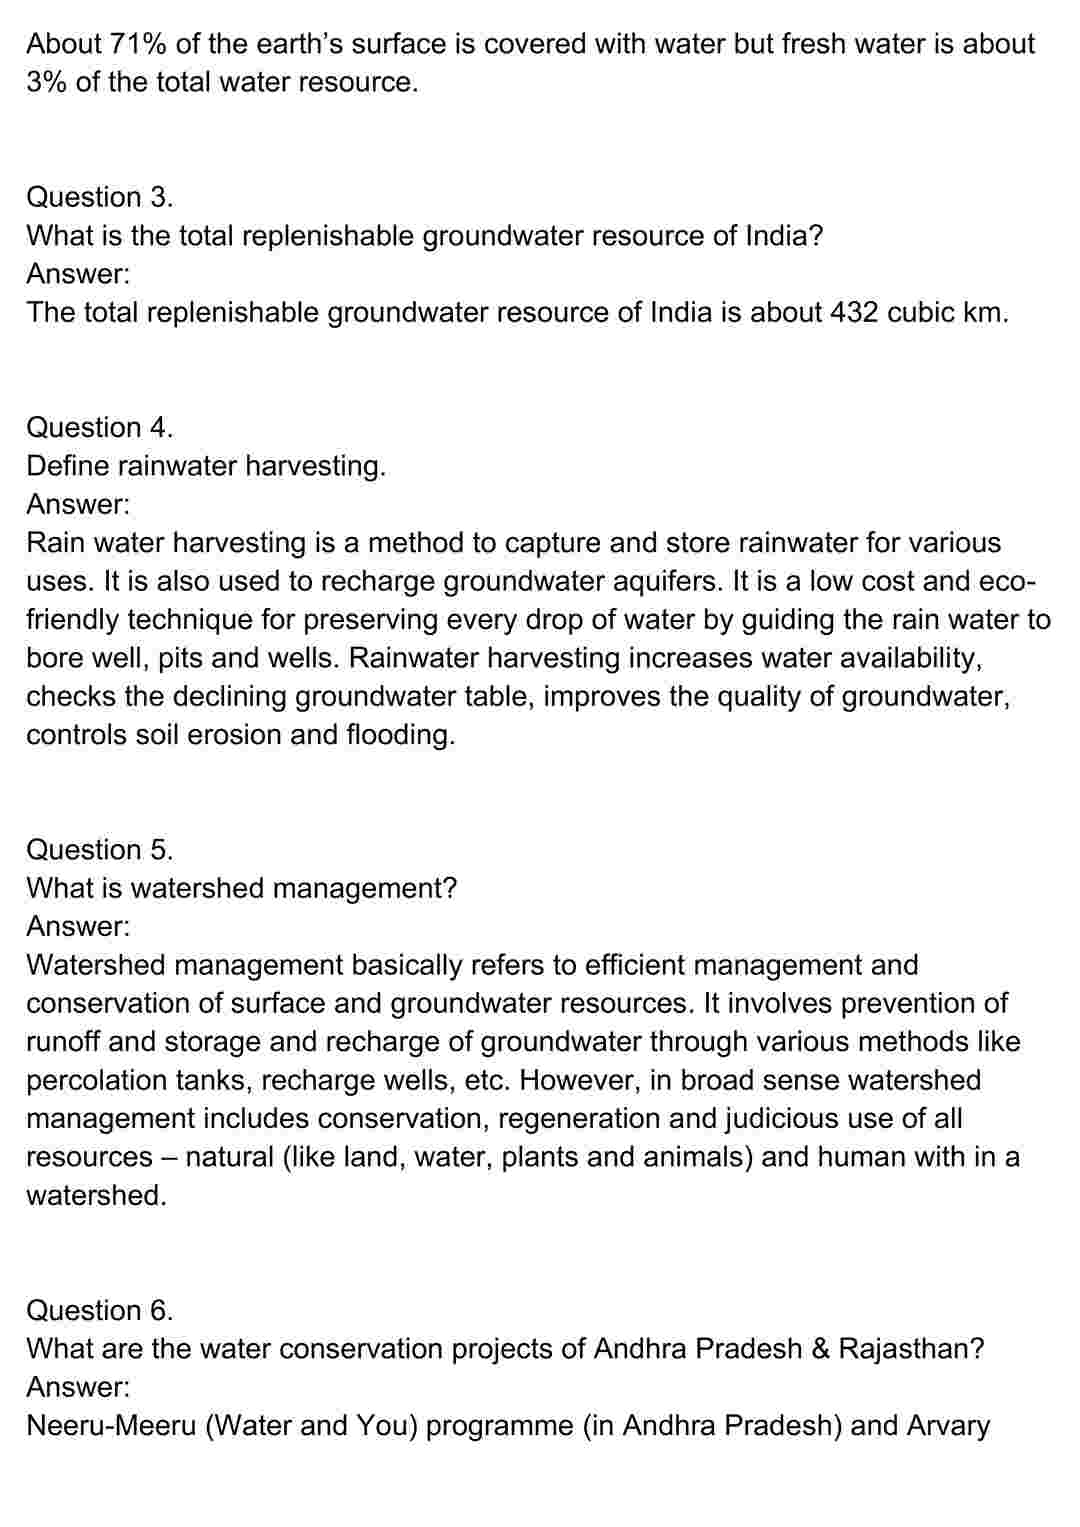 About 71% of the earth’s surface is covered with water but fresh water is about
3% of the total water resource.
Question 3.
What is the total replenishable groundwater resource of India?
Answer:
The total replenishable groundwater resource of India is about 432 cubic km.
Question 4.
Define rainwater harvesting.
Answer:
Rain water harvesting is a method to capture and store rainwater for various
uses. It is also used to recharge groundwater aquifers. It is a low cost and eco-
friendly technique for preserving every drop of water by guiding the rain water to
bore well, pits and wells. Rainwater harvesting increases water availability,
checks the declining groundwater table, improves the quality of groundwater,
controls soil erosion and flooding.
Question 5.
What is watershed management?
Answer:
Watershed management basically refers to efficient management and
conservation of surface and groundwater resources. It involves prevention of
runoff and storage and recharge of groundwater through various methods like
percolation tanks, recharge wells, etc. However, in broad sense watershed
management includes conservation, regeneration and judicious use of all
resources – natural (like land, water, plants and animals) and human with in a
watershed.
Question 6.
What are the water conservation projects of Andhra Pradesh & Rajasthan?
Answer:
Neeru-Meeru (Water and You) programme (in Andhra Pradesh) and Arvary